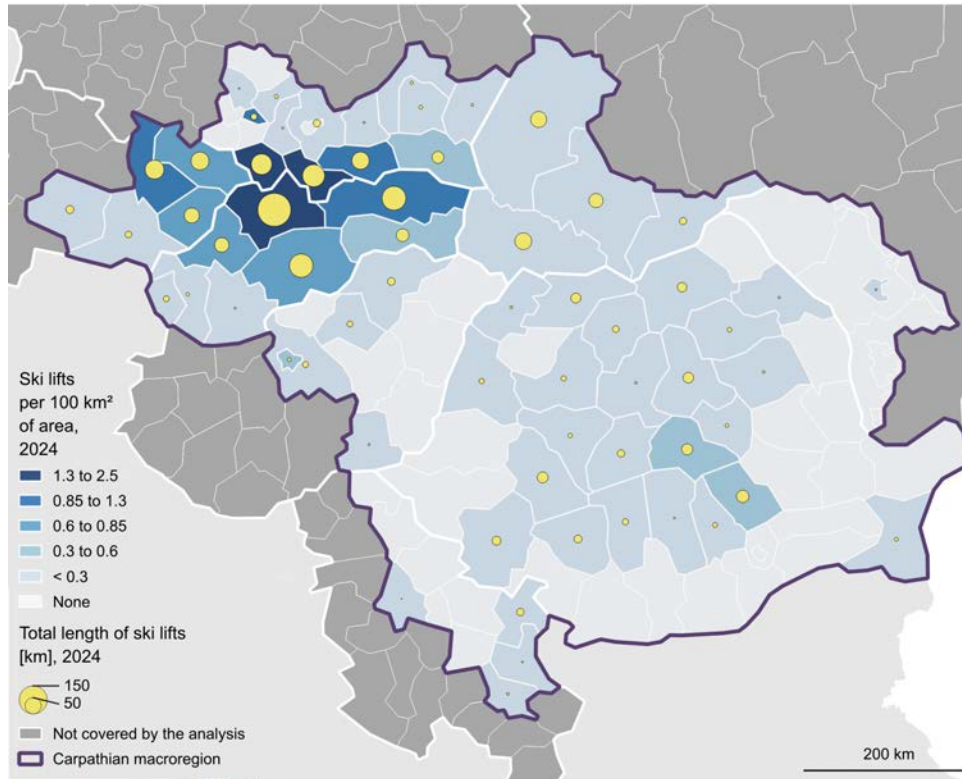 Ski lifts
per 100 km²
of area,
2024
1.3 to 2.5
0.85 to 1.3
0.6 to 0.85
0.3 to 0.6
< 0.3
None
Total length of ski lifts
[km], 2024
150
50
Not covered by the analysis
Carpathian macroregion
200 km